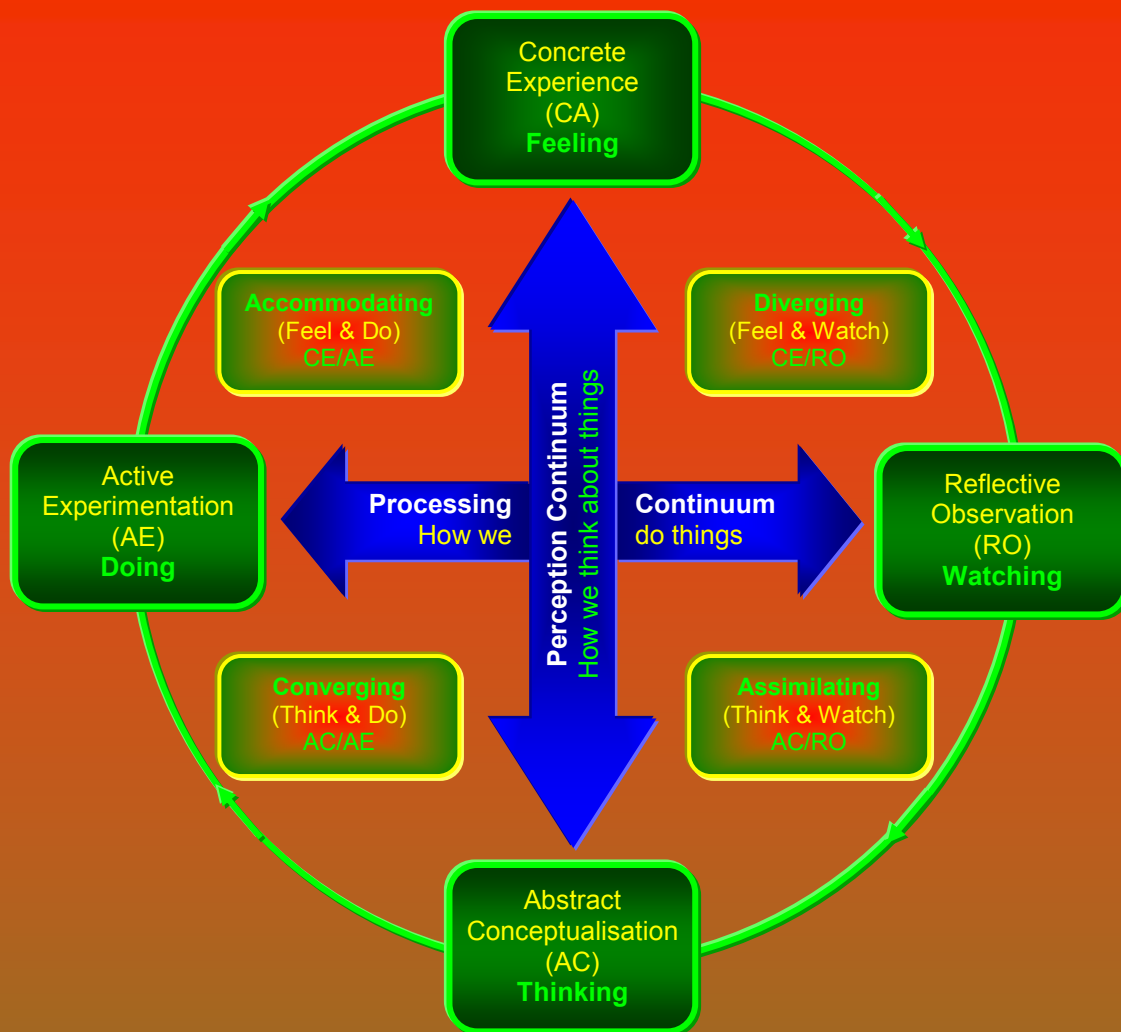 Concrete
Experience
(CA)
Feeling
Accommodating
(Feel & Do)
CE/AE
Diverging
(Feel & Watch)
CE/RO
Active
Experimentation
(AE)
Doing
Processing
How we
Perception Continuum
How we think about things
Continuum
do things
Reflective
Observation
(RO)
Watching
Converging
(Think & Do)
AC/AE
Assimilating
(Think & Watch)
AC/RO
Abstract
Conceptualisation
(AC)
Thinking